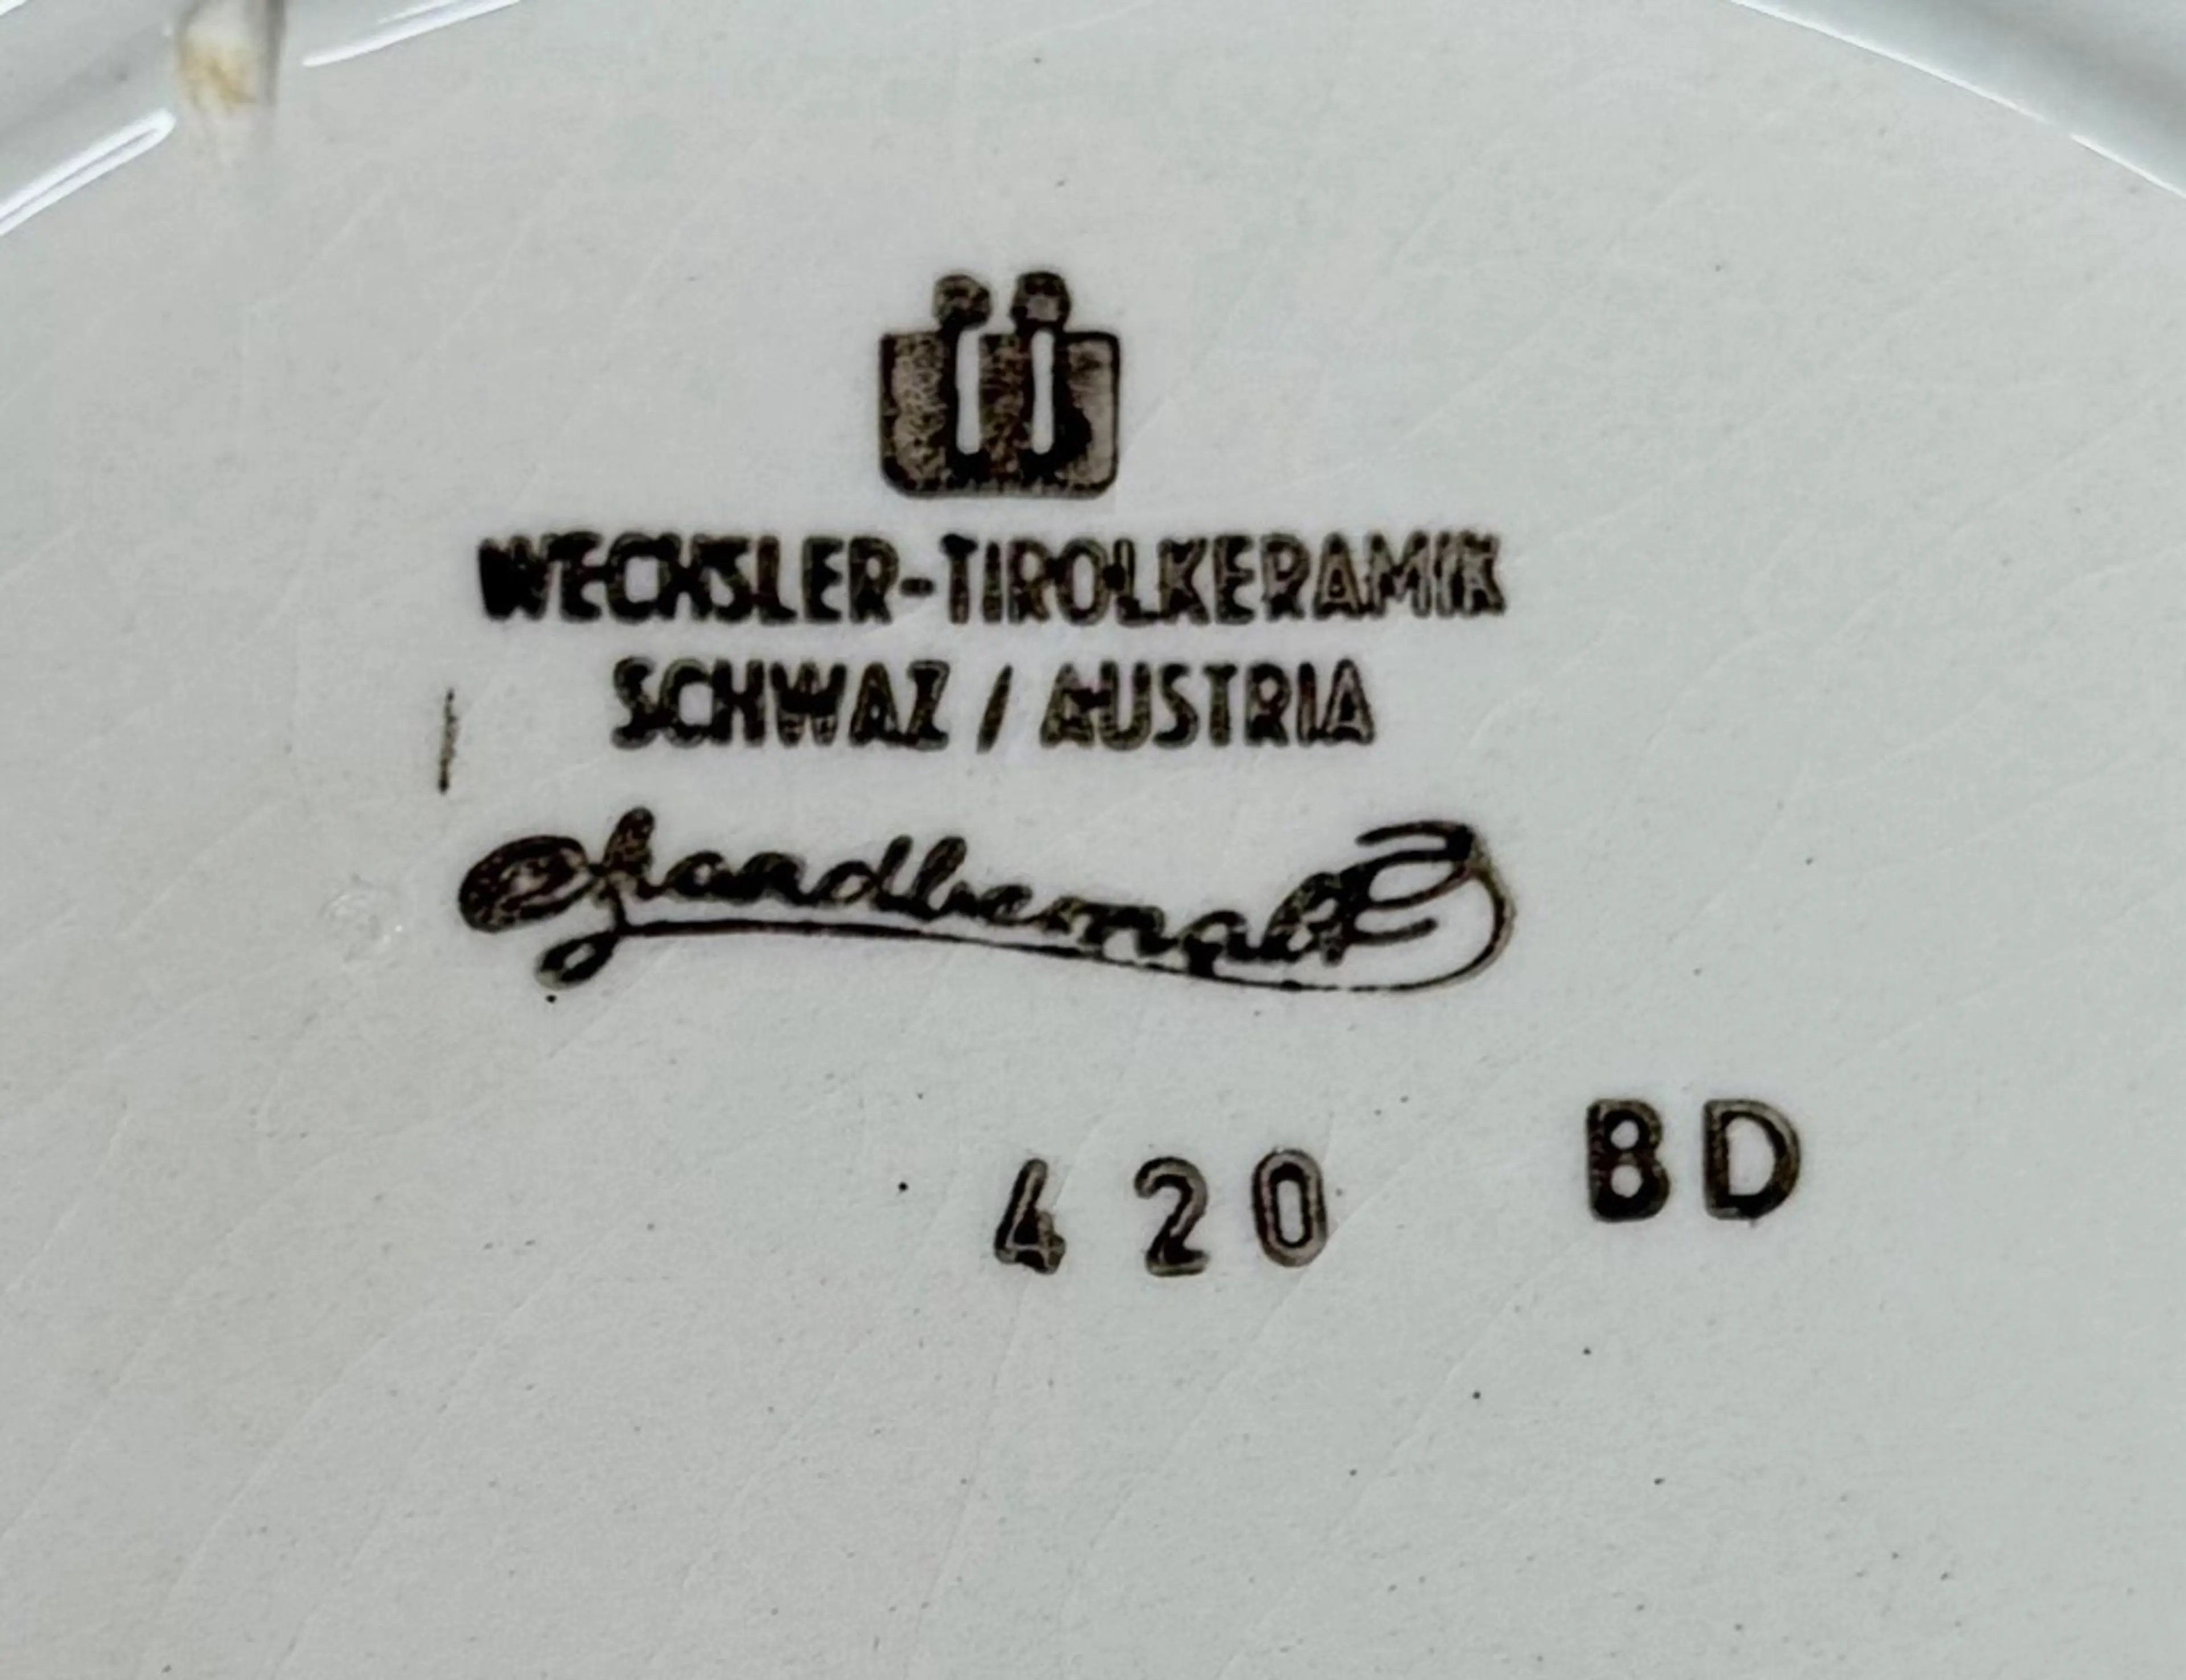 WECHSLER-TIROLKERAMIK
SCHWAZ / AUSTRIA
Handbemalt
420 BD